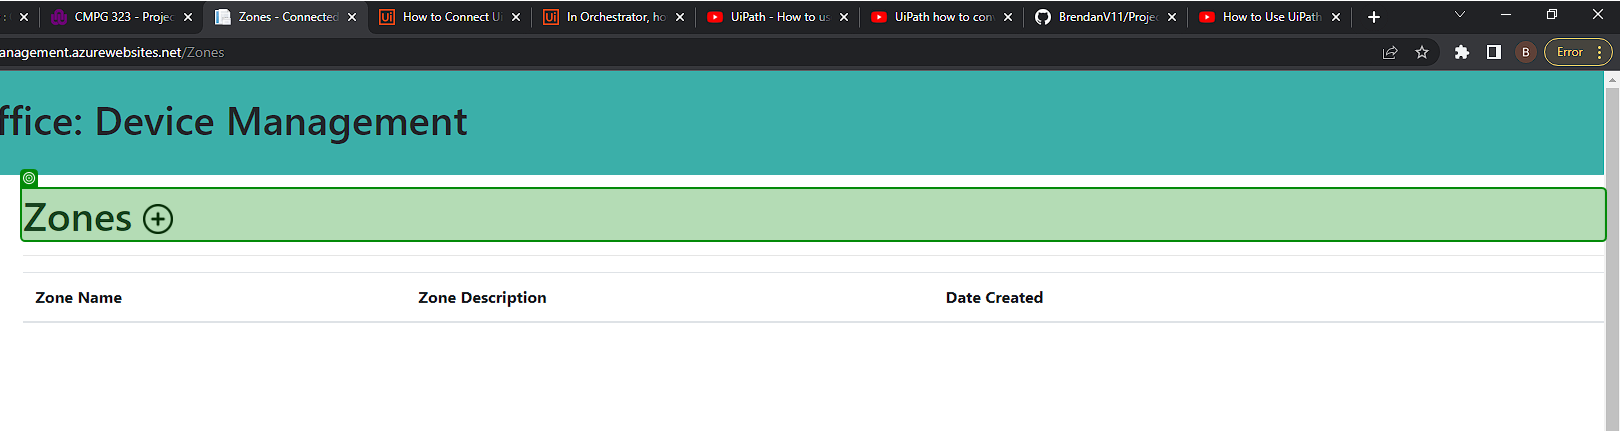 CMPG 323 - Projec
Zones - Connected
How to Connect Ui
In Orchestrator, ho
UiPath - How to us
UiPath how to con
BrendanV11/Projec
How to Use UiPath
anagement.azurewebsites.net/Zones
B
Error
ffice: Device Management
Zones
Zone Name
Zone Description
Date Created